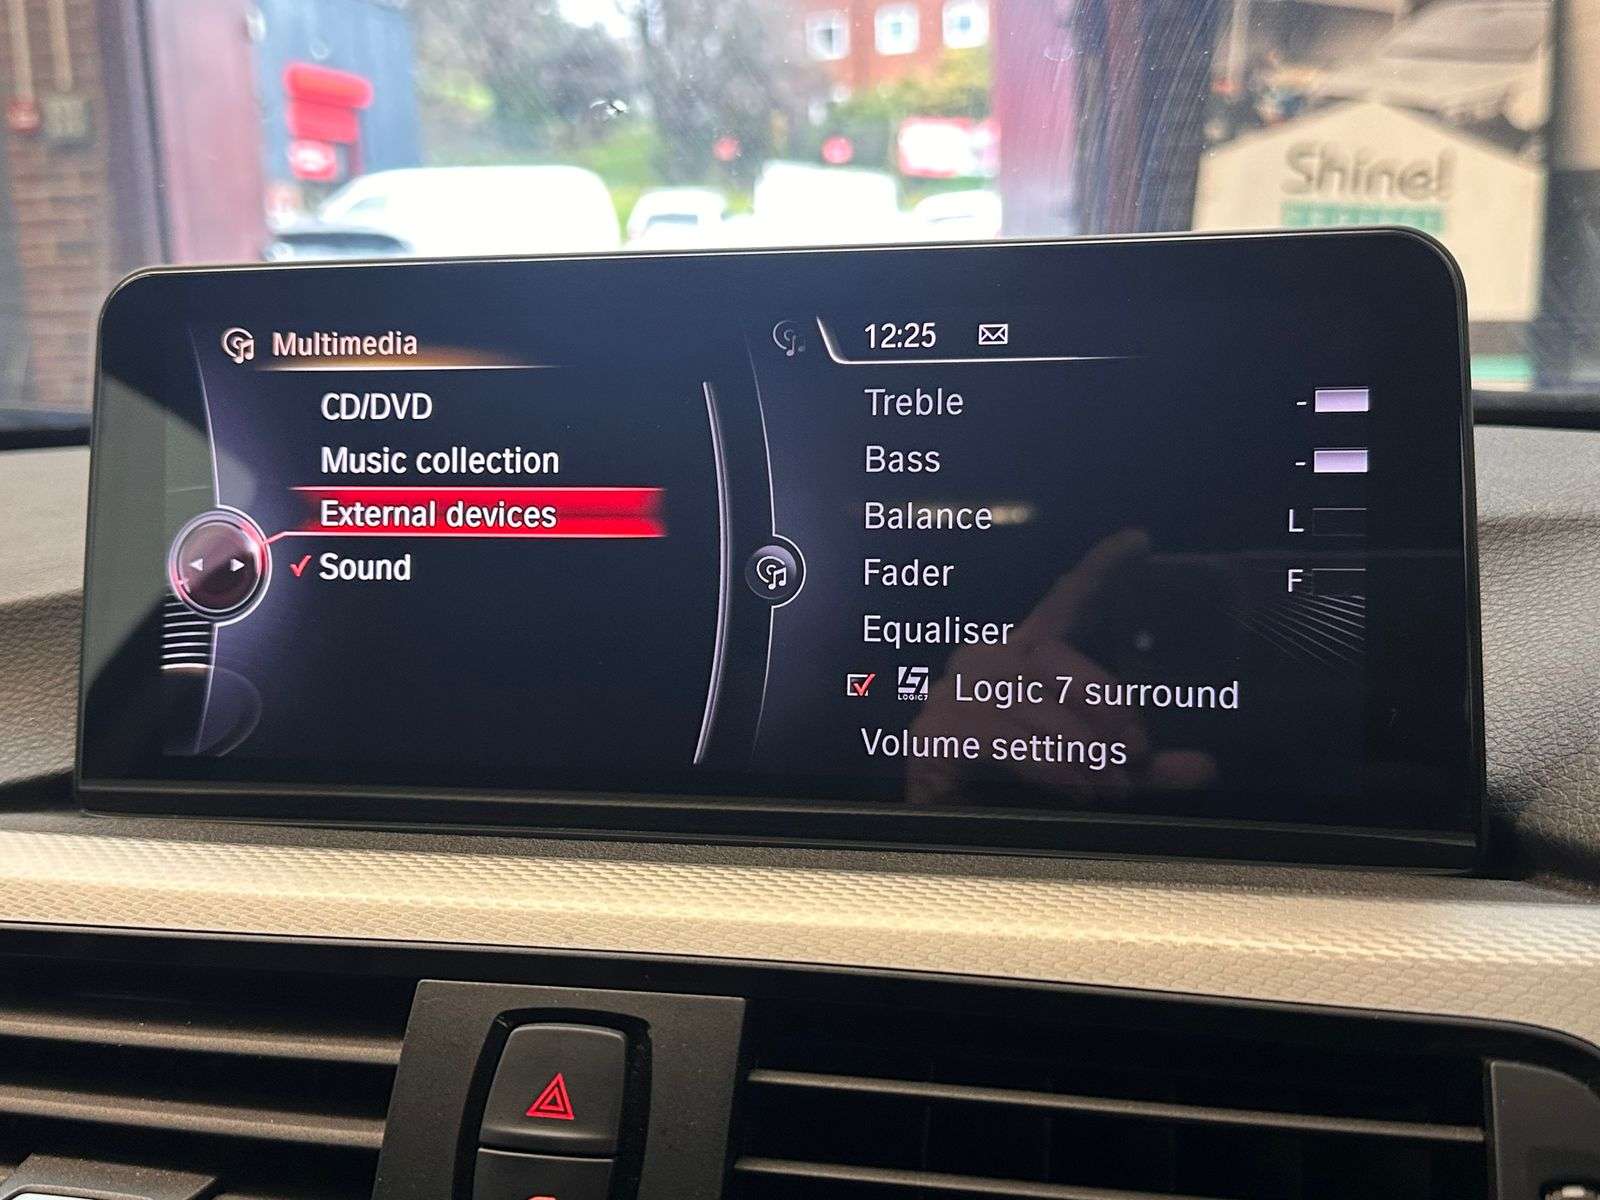 Shine!
Multimedia
CD/DVD
Music collection
External devices
✓ Sound
12:25
Treble -
Bass -
Balance L
Fader F
Equaliser
LOGIC7 Logic 7 surround
Volume settings